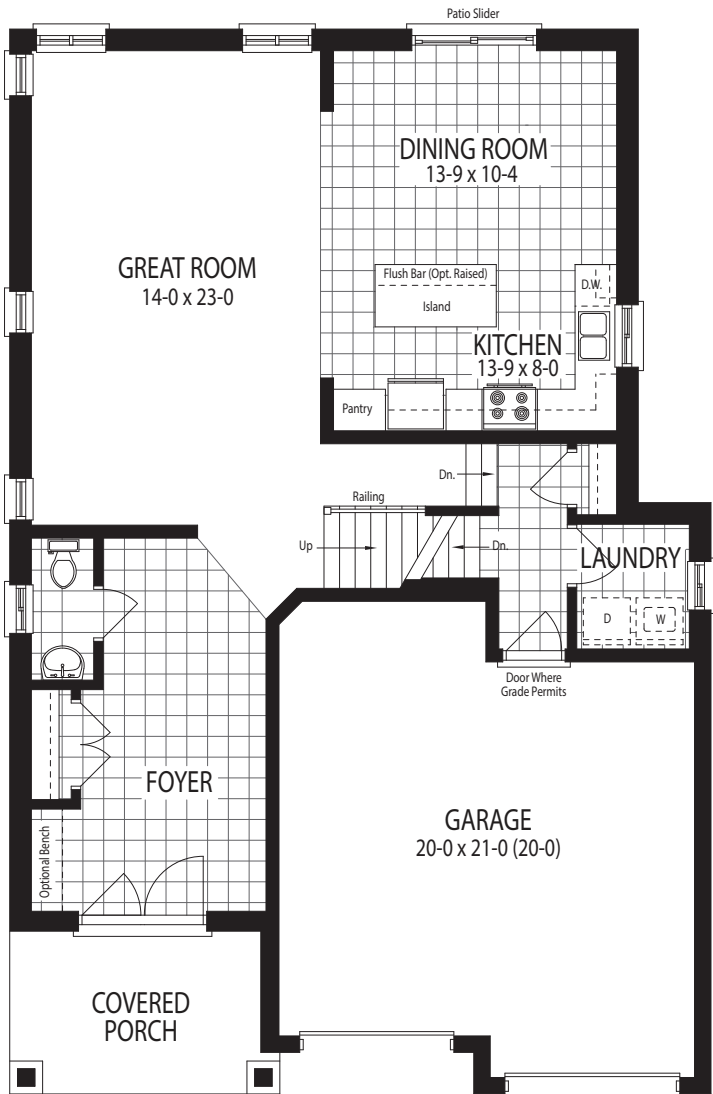 Patio Slider
DINING ROOM
13-9 x 10-4
GREAT ROOM
14-0 x 23-0
Flush Bar (Opt. Raised)
Island
D.W.
KITCHEN
13-9 x 8-0
Pantry
Dn.
Railing
Up
Dn.
LAUNDRY
D
W
Door Where
Grade Permits
FOYER
Optional Bench
GARAGE
20-0 x 21-0 (20-0)
COVERED
PORCH